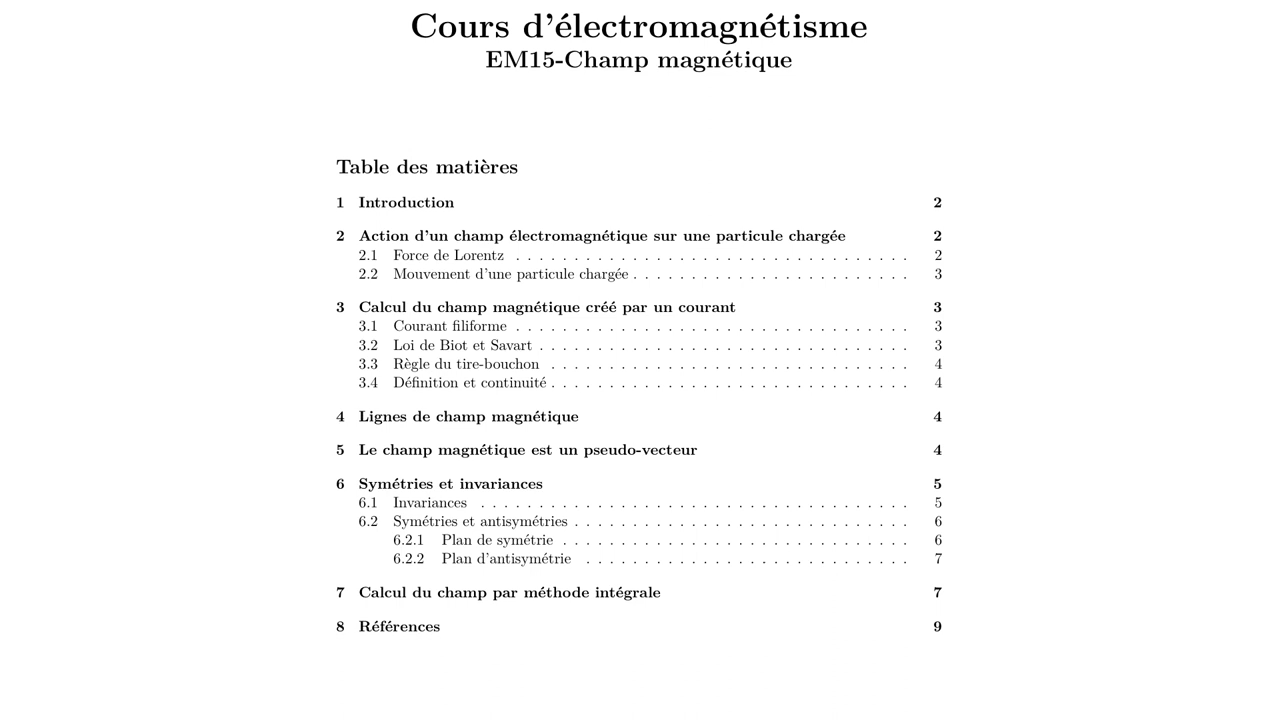 Cours d'électromagnétisme
EM15-Champ magnétique
Table des matières
1 Introduction 2
2 Action d'un champ électromagnétique sur une particule chargée 2
2.1 Force de Lorentz . . . . . . . . . . . . . . . . . . . . . . . . . . . . . . . . . . 2
2.2 Mouvement d'une particule chargée . . . . . . . . . . . . . . . . . . . . . . . . 3
3 Calcul du champ magnétique créé par un courant 3
3.1 Courant filiforme . . . . . . . . . . . . . . . . . . . . . . . . . . . . . . . . . . 3
3.2 Loi de Biot et Savart . . . . . . . . . . . . . . . . . . . . . . . . . . . . . . . . 3
3.3 Règle du tire-bouchon . . . . . . . . . . . . . . . . . . . . . . . . . . . . . . . 4
3.4 Définition et continuité . . . . . . . . . . . . . . . . . . . . . . . . . . . . . . . 4
4 Lignes de champ magnétique 4
5 Le champ magnétique est un pseudo-vecteur 4
6 Symétries et invariances 5
6.1 Invariances . . . . . . . . . . . . . . . . . . . . . . . . . . . . . . . . . . . . . 5
6.2 Symétries et antisymétries . . . . . . . . . . . . . . . . . . . . . . . . . . . . . 6
6.2.1 Plan de symétrie . . . . . . . . . . . . . . . . . . . . . . . . . . . . . . 6
6.2.2 Plan d'antisymétrie . . . . . . . . . . . . . . . . . . . . . . . . . . . . 7
7 Calcul du champ par méthode intégrale 7
8 Références 9